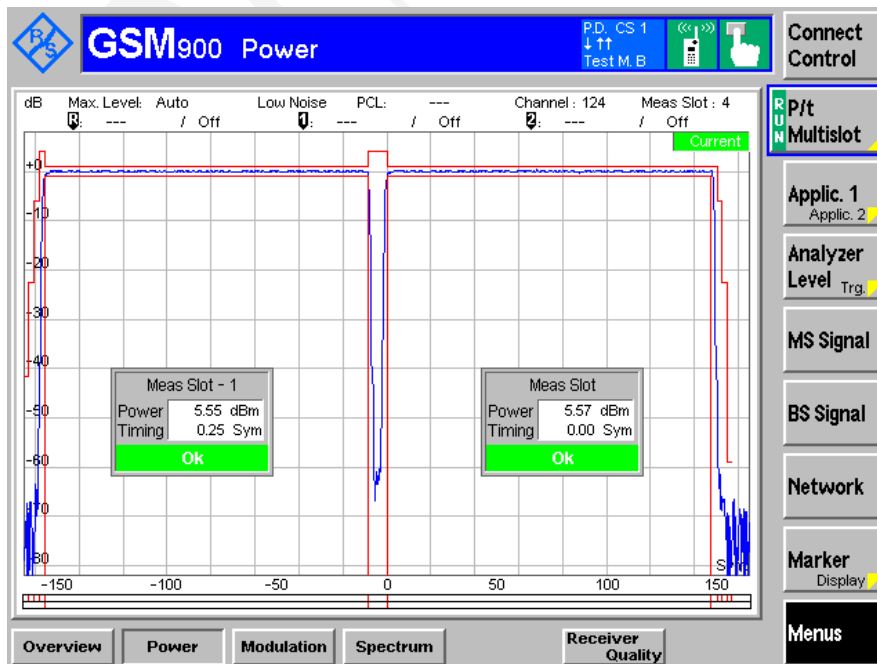 R/S
GSM900 Power
P.D. CS 1
↓ ↑↑
Test M. B
Connect
Control
dB Max. Level: Auto Low Noise PCL: --- Channel : 124 Meas Slot : 4
R: --- / Off 1: --- / Off 2: --- / Off
Current
RUN
P/t
Multislot
+0
-10
-20
-30
-40
-50
-60
-70
-80
Applic. 1
Applic. 2
Analyzer
Level Trg.
MS Signal
BS Signal
Network
Marker
Display
Menus
Meas Slot - 1
Power 5.55 dBm
Timing 0.25 Sym
Ok
Meas Slot
Power 5.57 dBm
Timing 0.00 Sym
Ok
-150 -100 -50 0 50 100 150
Overview Power Modulation Spectrum Receiver
Quality